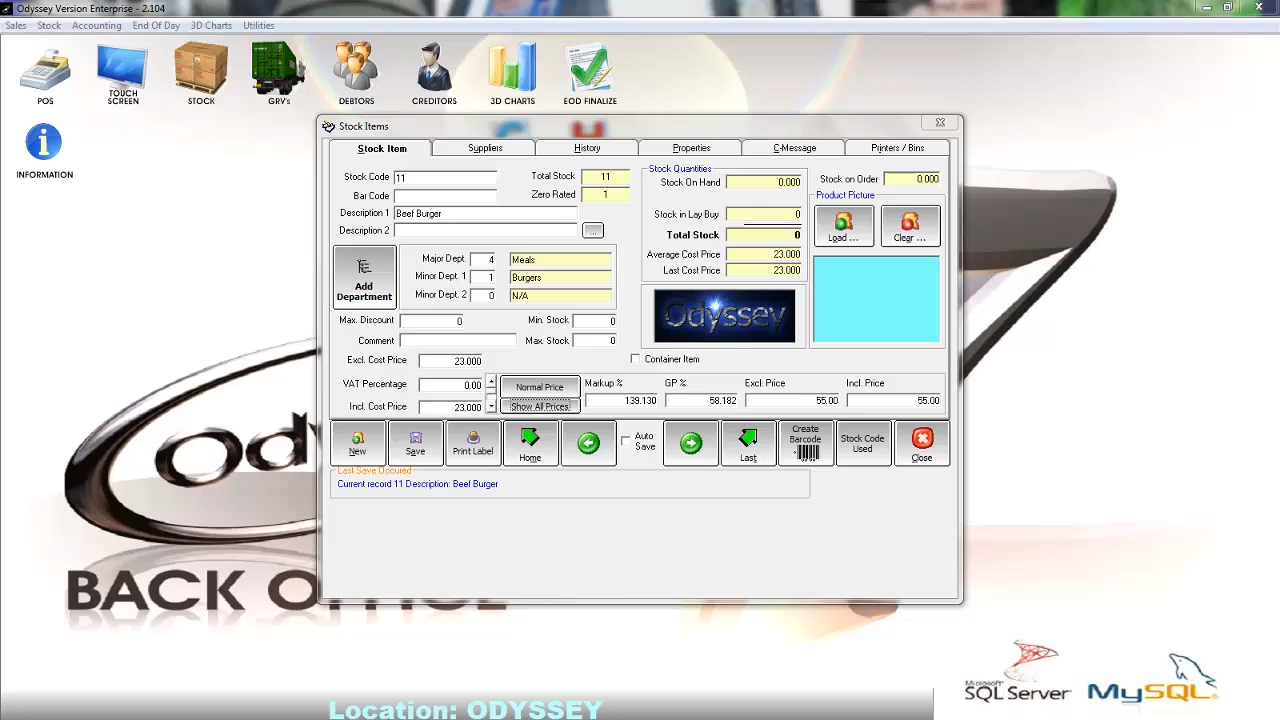 Odyssey Version Enterprise - 2.104
Sales Stock Accounting End Of Day 3D Charts Utilities
POS
TOUCH SCREEN
STOCK
GRV's
DEBTORS
CREDITORS
3D CHARTS
EOD FINALIZE
INFORMATION
Stock Items
Stock Item Suppliers History Properties C-Message Printers / Bins
Stock Code 11
Total Stock 11
Bar Code
Zero Rated 1
Description 1 Beef Burger
Description 2
...
Add Department
Major Dept. 4 Meals
Minor Dept. 1 1 Burgers
Minor Dept. 2 0 N/A
Max. Discount 0
Min. Stock 0
Comment
Max. Stock 0
Excl. Cost Price 23.000
VAT Percentage 0.00
Incl. Cost Price 23.000
Normal Price
Show All Prices
Stock Quantities
Stock On Hand 0.000
Stock in Lay Buy 0
Total Stock 0
Average Cost Price 23.000
Last Cost Price 23.000
Odyssey
Container Item
Stock on Order 0.000
Product Picture
Load ...
Clear ...
Markup % GP % Excl. Price Incl. Price
139.130 58.182 55.00 55.00
New
Save
Print Label
Home
Auto Save
Last
Create Barcode
Stock Code Used
Close
Last Save Occured
Current record 11 Description: Beef Burger
BACK
Microsoft
SQL Server
MySQL
Location: ODYSSEY